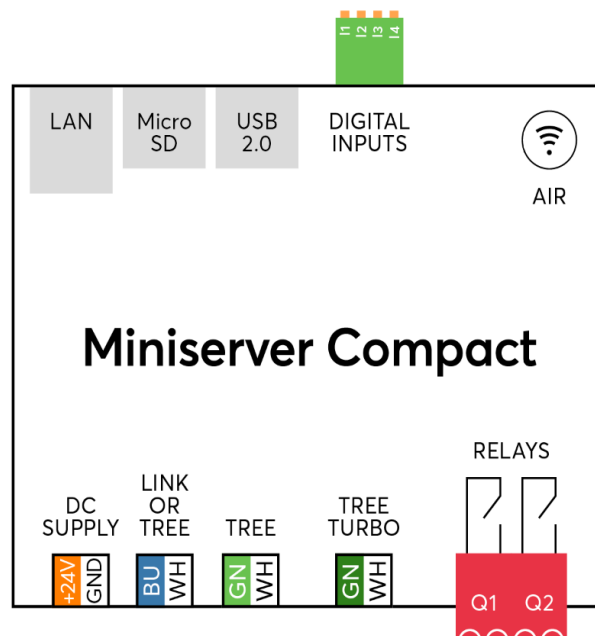 I1 I2 I3 I4
LAN
Micro
SD
USB
2.0
DIGITAL
INPUTS
AIR
Miniserver Compact
RELAYS
DC
SUPPLY
LINK
OR
TREE
TREE
TREE
TURBO
+24V GND
BU WH
GN WH
GN WH
Q1 Q2